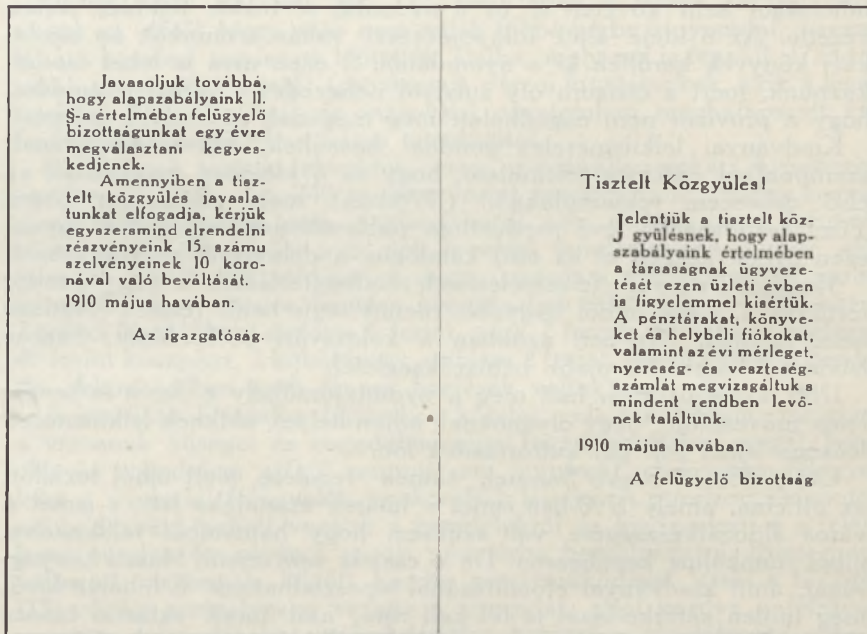 Javasoljuk továbbá,
hogy alapszabályaink II.
§-a értelmében felügyelő
bizottságunkat egy évre
megválasztani kegyes-
kedjenek.
Amennyiben a tisz-
telt közgyülés javasla-
tunkat elfogadja, kérjük
egyszersmind elrendelni
részvényeink 15. számu
szelvényeinek 10 koro-
nával való beváltását.
1910 május havában.
Az igazgatóság.
Tisztelt Közgyülés!
Jelentjük a tisztelt köz-
gyülésnek, hogy alap-
szabályaink értelmében
a társaságnak ügyveze-
tését ezen üzleti évben
is figyelemmel kisértük.
A pénztárakat, könyve-
ket és helybeli fiókokat,
valamint az évi mérleget,
nyereség- és veszteség-
számlát megvizsgáltuk s
mindent rendben levő-
nek találtunk.
1910 május havában.
A felügyelő bizottság